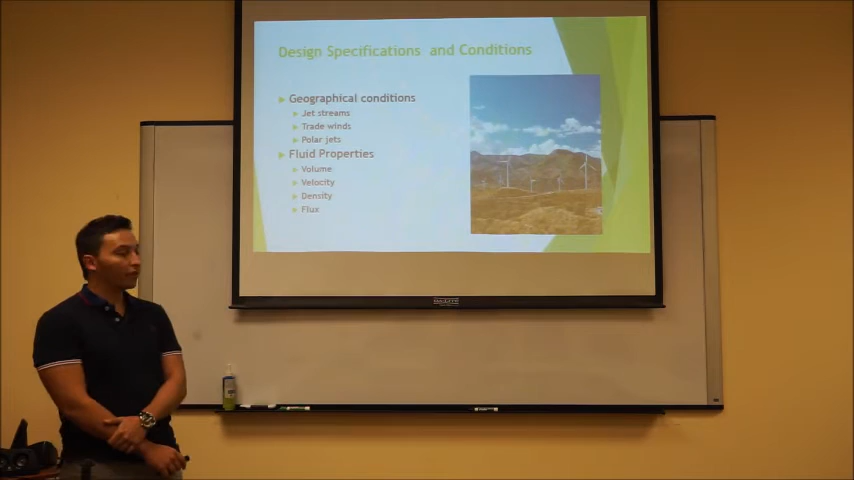 Design Specifications and Conditions
Geographical conditions
Jet streams
Trade winds
Polar jets
Fluid Properties
Volume
Velocity
Density
Flux